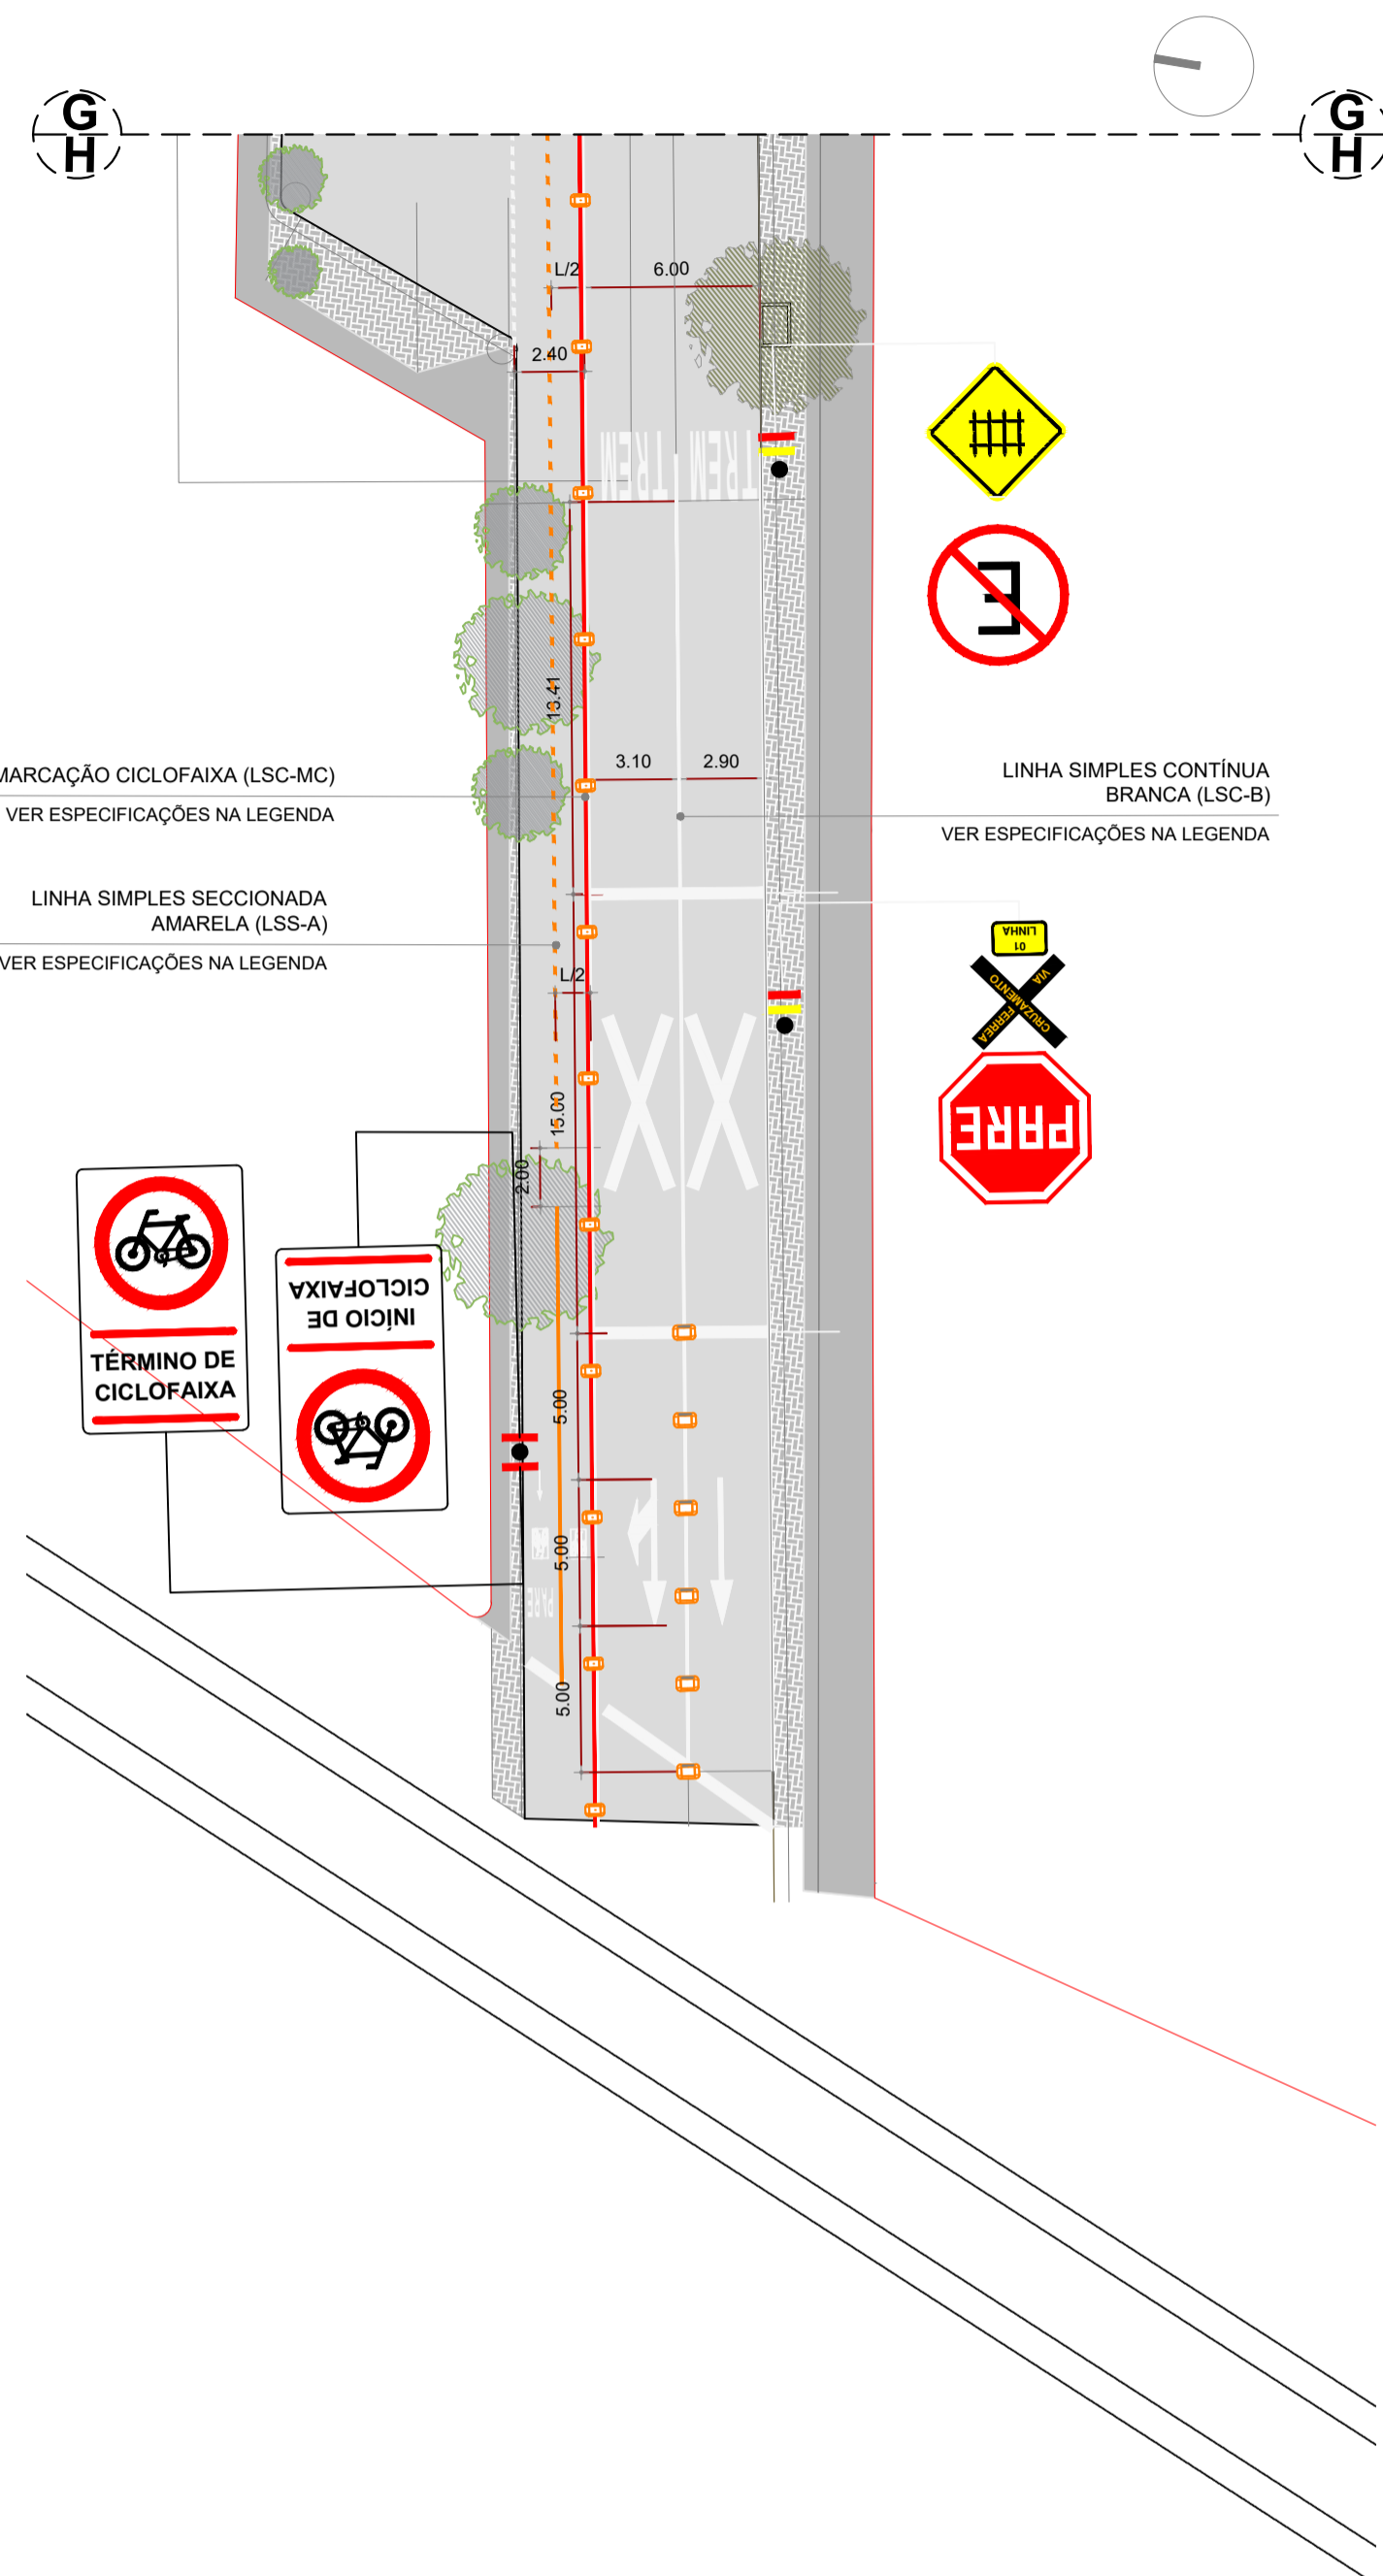 G
H
G
H
L/2
6.00
2.40
TREM
TREM
E
13.41
3.10
2.90
MARCAÇÃO CICLOFAIXA (LSC-MC)
VER ESPECIFICAÇÕES NA LEGENDA
LINHA SIMPLES CONTÍNUA
BRANCA (LSC-B)
VER ESPECIFICAÇÕES NA LEGENDA
LINHA SIMPLES SECCIONADA
AMARELA (LSS-A)
VER ESPECIFICAÇÕES NA LEGENDA
01
LINHA
CRUZAMENTO
VIA
FERREA
L/2
PARE
15.00
2.00
INÍCIO DE
CICLOFAIXA
TÉRMINO DE
CICLOFAIXA
5.00
5.00
PARE
5.00